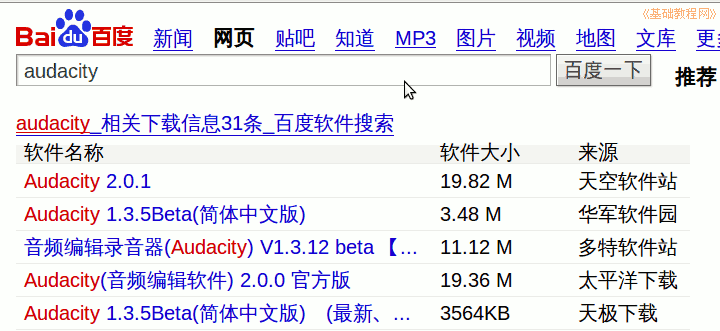 《基础教程网》
Bai du 百度 新闻 网页 贴吧 知道 MP3 图片 视频 地图 文库
audacity 百度一下 推荐
audacity_相关下载信息31条_百度软件搜索
软件名称 软件大小 来源
Audacity 2.0.1 19.82 M 天空软件站
Audacity 1.3.5Beta(简体中文版) 3.48 M 华军软件园
音频编辑录音器(Audacity) V1.3.12 beta 【... 11.12 M 多特软件站
Audacity(音频编辑软件) 2.0.0 官方版 19.36 M 太平洋下载
Audacity 1.3.5Beta(简体中文版) (最新、... 3564KB 天极下载